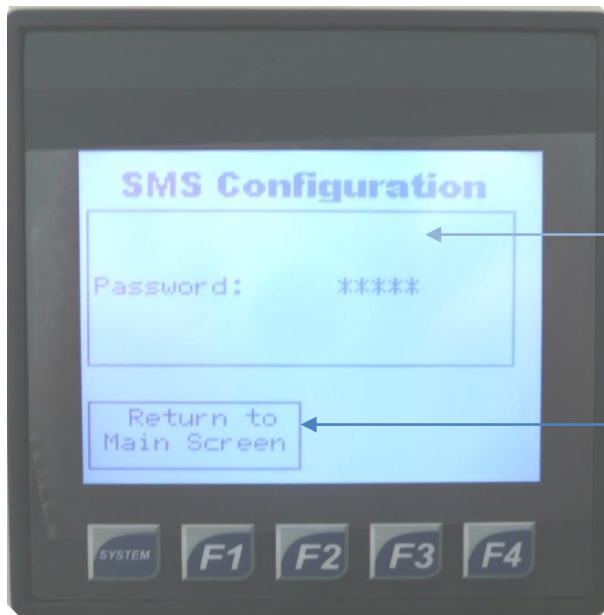 SMS Configuration
Password: *****
Return to
Main Screen
SYSTEM F1 F2 F3 F4